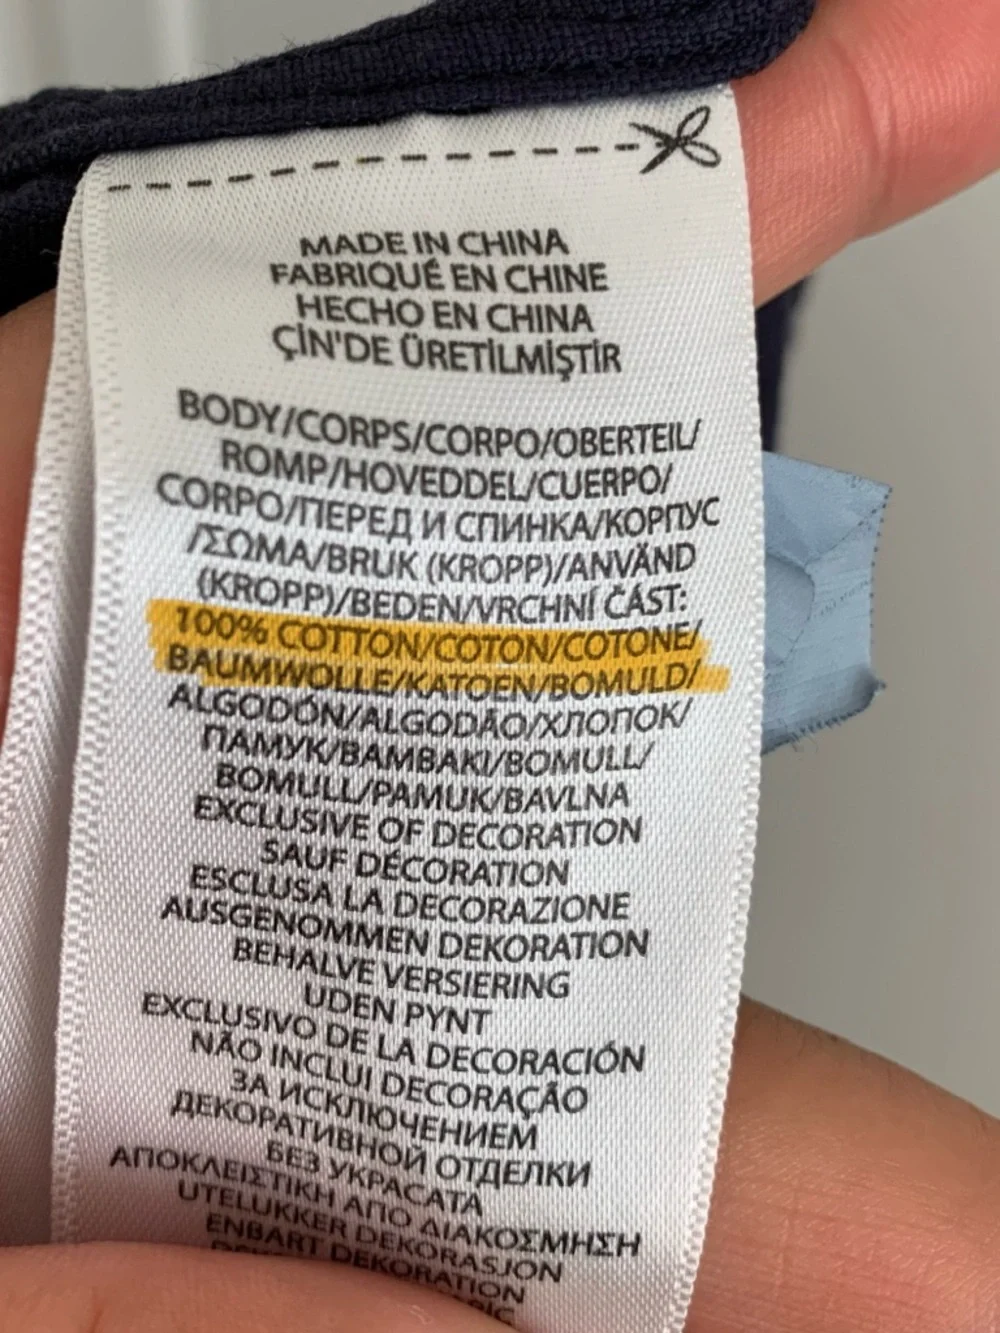 MADE IN CHINA
FABRIQUÉ EN CHINE
HECHO EN CHINA
ÇİN'DE ÜRETİLMİŞTİR
BODY/CORPS/CORPO/OBERTEIL/
ROMP/HOVEDDEL/CUERPO/
CORPO/ПЕРЕД И СПИНКА/КОРПУС
/ΣΩΜΑ/BRUK (KROPP)/ANVÄND
(KROPP)/BEDEN/VRCHNÍ ČÁST:
100% COTTON/COTON/COTONE/
BAUMWOLLE/KATOEN/BOMULD/
ALGODÓN/ALGODÃO/ХЛОПОК/
ПАМУК/ΒΑΜΒΑΚΙ/BOMULL/
BOMULL/PAMUK/BAVLNA
EXCLUSIVE OF DECORATION
SAUF DÉCORATION
ESCLUSA LA DECORAZIONE
AUSGENOMMEN DEKORATION
BEHALVE VERSIERING
UDEN PYNT
EXCLUSIVO DE LA DECORACIÓN
NÃO INCLUI DECORAÇÃO
ЗА ИСКЛЮЧЕНИЕМ
ДЕКОРАТИВНОЙ ОТДЕЛКИ
БЕЗ УКРАСАТА
ΑΠΟΚΛΕΙΣΤΙΚΗ ΑΠΟ ΔΙΑΚΟΣΜΗΣΗ
UTELUKKER DEKORASJON
ENBART DEKORATION